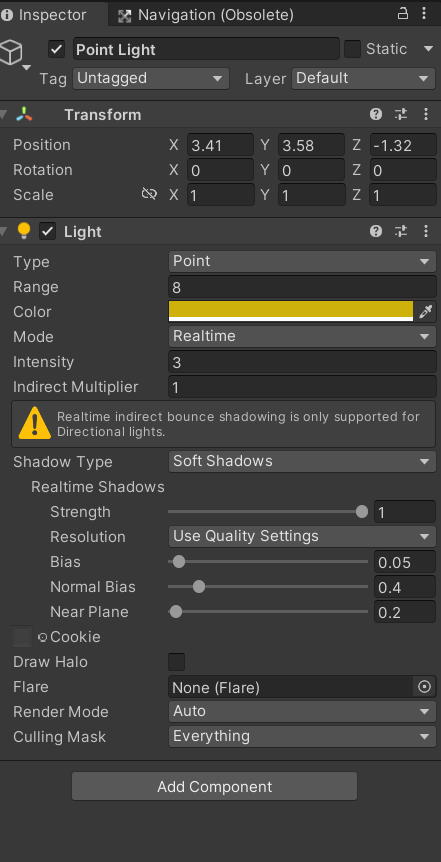 Inspector Navigation (Obsolete)
Point Light Static
Tag Untagged Layer Default
Transform
Position X 3.41 Y 3.58 Z -1.32
Rotation X 0 Y 0 Z 0
Scale X 1 Y 1 Z 1
Light
Type Point
Range 8
Color
Mode Realtime
Intensity 3
Indirect Multiplier 1
Realtime indirect bounce shadowing is only supported for
Directional lights.
Shadow Type Soft Shadows
Realtime Shadows
Strength 1
Resolution Use Quality Settings
Bias 0.05
Normal Bias 0.4
Near Plane 0.2
Cookie
Draw Halo
Flare None (Flare)
Render Mode Auto
Culling Mask Everything
Add Component